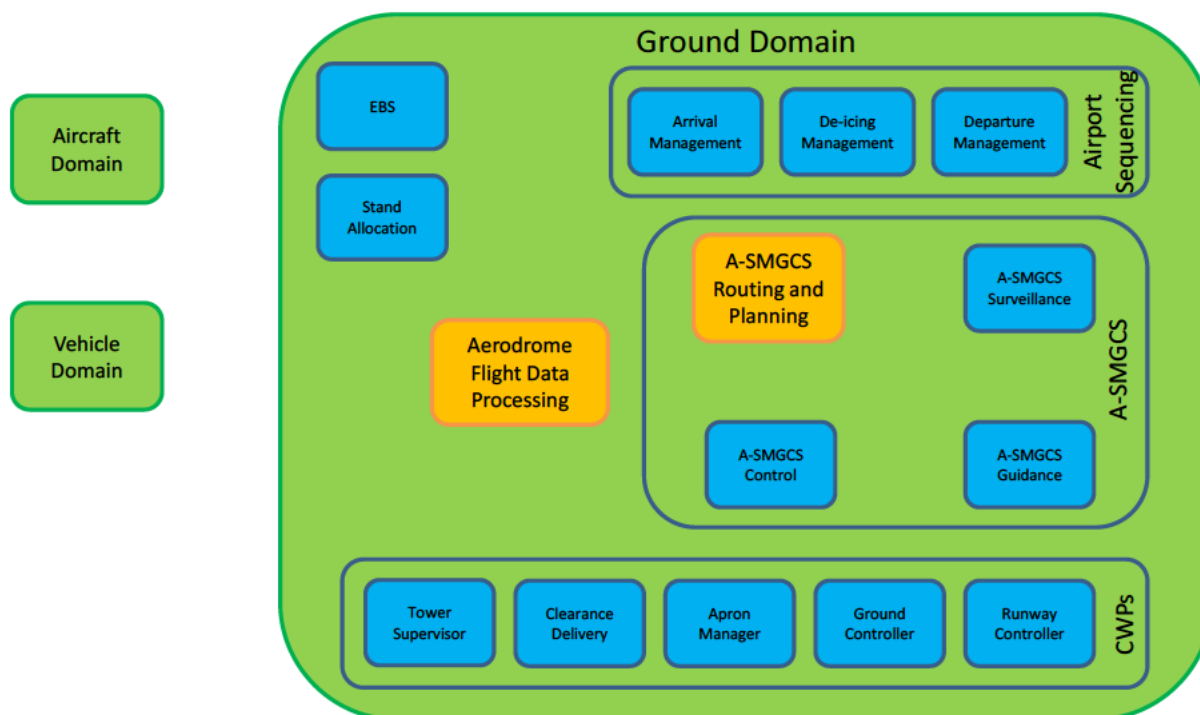 Ground Domain
Aircraft
Domain
Vehicle
Domain
EBS
Stand
Allocation
Arrival
Management
De-icing
Management
Departure
Management
Airport
Sequencing
A-SMGCS
Routing and
Planning
A-SMGCS
Surveillance
Aerodrome
Flight Data
Processing
A-SMGCS
Control
A-SMGCS
Guidance
A-SMGCS
Tower
Supervisor
Clearance
Delivery
Apron
Manager
Ground
Controller
Runway
Controller
CWPs